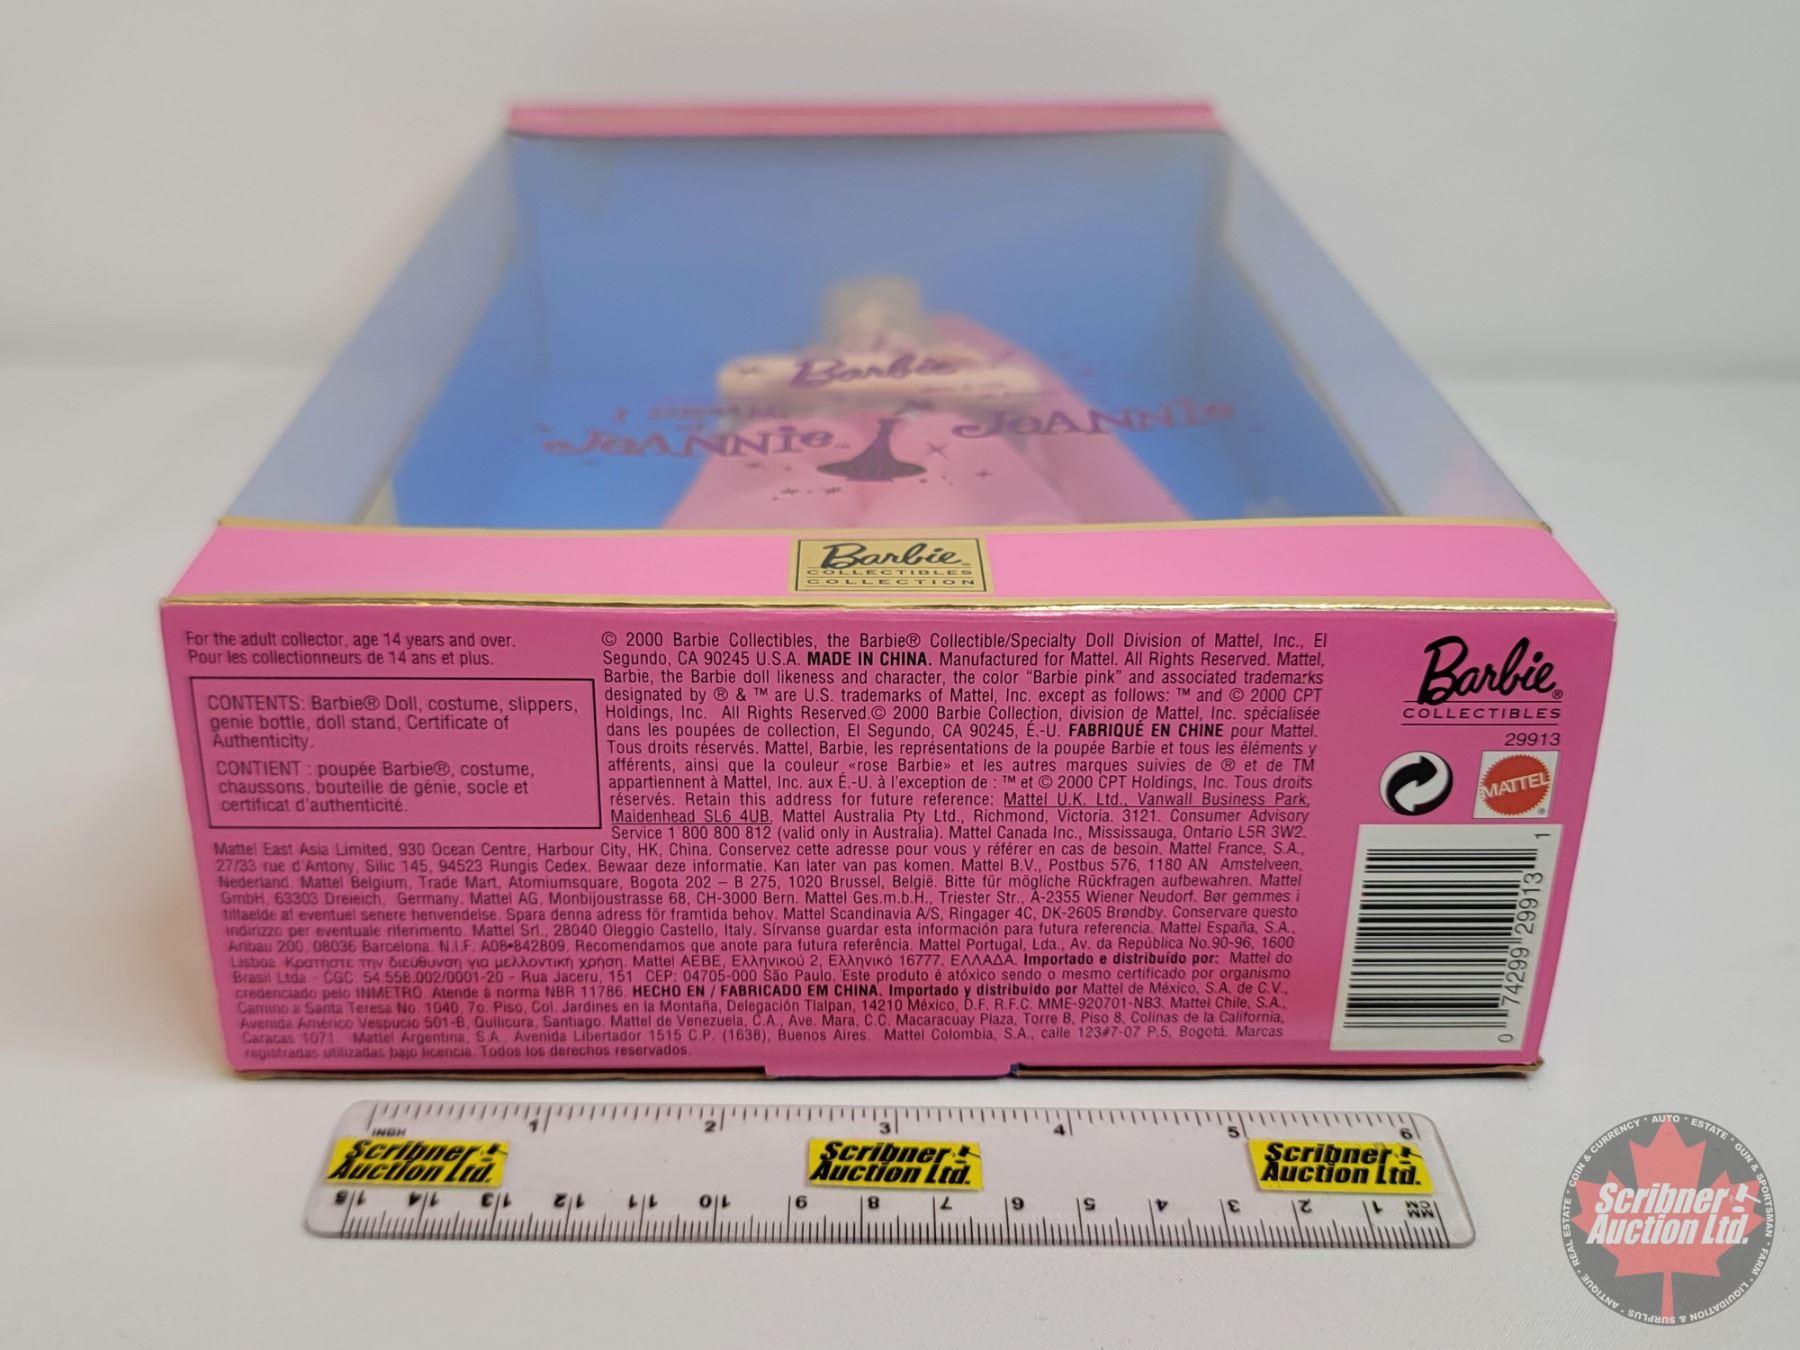 Barbie
I DREAM
OF
JeANNie
JeANNie
Barbie
COLLECTIBLES
COLLECTION
For the adult collector, age 14 years and over.
Pour les collectionneurs de 14 ans et plus.
CONTENTS: Barbie® Doll, costume, slippers,
genie bottle, doll stand, Certificate of
Authenticity.
CONTIENT : poupée Barbie®, costume,
chaussons, bouteille de génie, socle et
certificat d'authenticité.
© 2000 Barbie Collectibles, the Barbie® Collectible/Specialty Doll Division of Mattel, Inc., El
Segundo, CA 90245 U.S.A. MADE IN CHINA. Manufactured for Mattel. All Rights Reserved. Mattel,
Barbie, the Barbie doll likeness and character, the color "Barbie pink" and associated trademarks
designated by ® & ™ are U.S. trademarks of Mattel, Inc. except as follows: ™ and © 2000 CPT
Holdings, Inc. All Rights Reserved.© 2000 Barbie Collection, division de Mattel, Inc. spécialisée
dans les poupées de collection, El Segundo, CA 90245, É.-U. FABRIQUÉ EN CHINE pour Mattel.
Tous droits réservés. Mattel, Barbie, les représentations de la poupée Barbie et tous les éléments y
afférents, ainsi que la couleur «rose Barbie» et les autres marques suivies de ® et de TM
appartiennent à Mattel, Inc. aux É.-U. à l'exception de : ™ et © 2000 CPT Holdings, Inc. Tous droits
réservés. Retain this address for future reference: Mattel U.K. Ltd., Vanwall Business Park,
Maidenhead SL6 4UB. Mattel Australia Pty Ltd., Richmond, Victoria. 3121. Consumer Advisory
Service 1 800 800 812 (valid only in Australia). Mattel Canada Inc., Mississauga, Ontario L5R 3W2.
Mattel East Asia Limited, 930 Ocean Centre, Harbour City, HK, China. Conservez cette adresse pour vous y référer en cas de besoin. Mattel France, S.A.,
27/33 rue d'Antony, Silic 145, 94523 Rungis Cedex. Bewaar deze informatie. Kan later van pas komen. Mattel B.V., Postbus 576, 1180 AN Amstelveen,
Nederland. Mattel Belgium, Trade Mart, Atomiumsquare, Bogota 202 – B 275, 1020 Brussel, België. Bitte für mögliche Rückfragen aufbewahren. Mattel
GmbH, 63303 Dreieich, Germany. Mattel AG, Monbijoustrasse 68, CH-3000 Bern. Mattel Ges.m.b.H., Triester Str., A-2355 Wiener Neudorf. Bør gemmes i
tilfælde af eventuel senere henvendelse. Spara denna adress för framtida behov. Mattel Scandinavia A/S, Ringager 4C, DK-2605 Brøndby. Conservare questo
indirizzo per eventuale riferimento. Mattel Srl., 28040 Oleggio Castello, Italy. Sírvanse guardar esta información para futura referencia. Mattel España, S.A.,
Aribau 200, 08036 Barcelona. N.I.F. A08•842809. Recomendamos que anote para futura referência. Mattel Portugal, Lda., Av. da República No.90-96, 1600
Lisboa. Κρατήστε την διεύθυνση για μελλοντική χρήση. Mattel ΑΕΒΕ, Ελληνικού 2, Ελληνικό 16777, ΕΛΛΑΔΑ. Importado e distribuído por: Mattel do
Brasil Ltda - CGC: 54.558.002/0001-20 - Rua Jaceru, 151 CEP: 04705-000 São Paulo. Este produto é atóxico sendo o mesmo certificado por organismo
credenciado pelo INMETRO. Atende à norma NBR 11786. HECHO EN / FABRICADO EM CHINA. Importado y distribuido por Mattel de México, S.A. de C.V.,
Camino a Santa Teresa No. 1040, 7o. Piso, Col. Jardines en la Montaña, Delegación Tlalpan, 14210 México, D.F. R.F.C. MME-920701-NB3. Mattel Chile, S.A.,
Avenida Américo Vespucio 501-B, Quilicura, Santiago. Mattel de Venezuela, C.A., Ave. Mara, C.C. Macaracuay Plaza, Torre B, Piso 8, Colinas de la California,
Caracas 1071. Mattel Argentina, S.A., Avenida Libertador 1515 C.P. (1638), Buenos Aires. Mattel Colombia, S.A., calle 123#7-07 P.5, Bogotá. Marcas
registradas utilizadas bajo licencia. Todos los derechos reservados.
Barbie®
COLLECTIBLES
29913
MATTEL®
0 74299 29913 1
INCH 1 2 3 4 5 6
Scribner
Auction Ltd.
Scribner
Auction Ltd.
Scribner
Auction Ltd.
15 14 13 12 11 10 9 8 7 6 5 4 3 2 1 CM
MM
Scribner
Auction Ltd.
AUTO • ESTATE • GUN & SPORTSMAN • FARM • LIQUIDATION & SURPLUS • ANTIQUE • REAL ESTATE • COIN & CURRENCY •